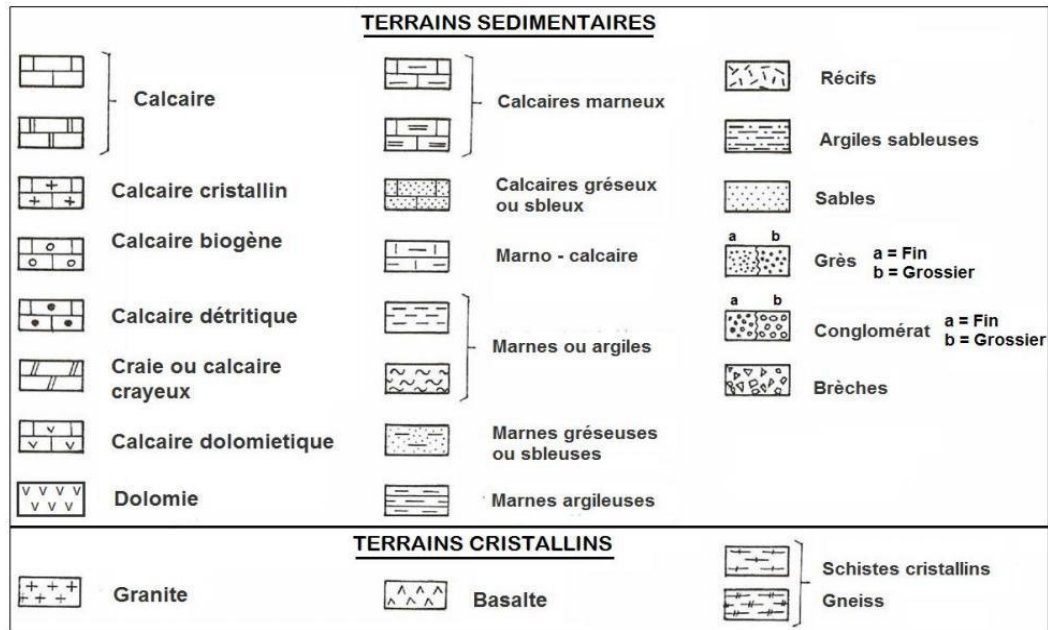 TERRAINS SEDIMENTAIRES
Calcaire
Calcaire cristallin
Calcaire biogène
Calcaire détritique
Craie ou calcaire
crayeux
Calcaire dolomietique
Dolomie
Calcaires marneux
Calcaires gréseux
ou sbleux
Marno - calcaire
Marnes ou argiles
Marnes gréseuses
ou sbleuses
Marnes argileuses
Récifs
Argiles sableuses
Sables
a b
Grès a = Fin
b = Grossier
a b
Conglomérat a = Fin
b = Grossier
Brèches
TERRAINS CRISTALLINS
Granite
Basalte
Schistes cristallins
Gneiss